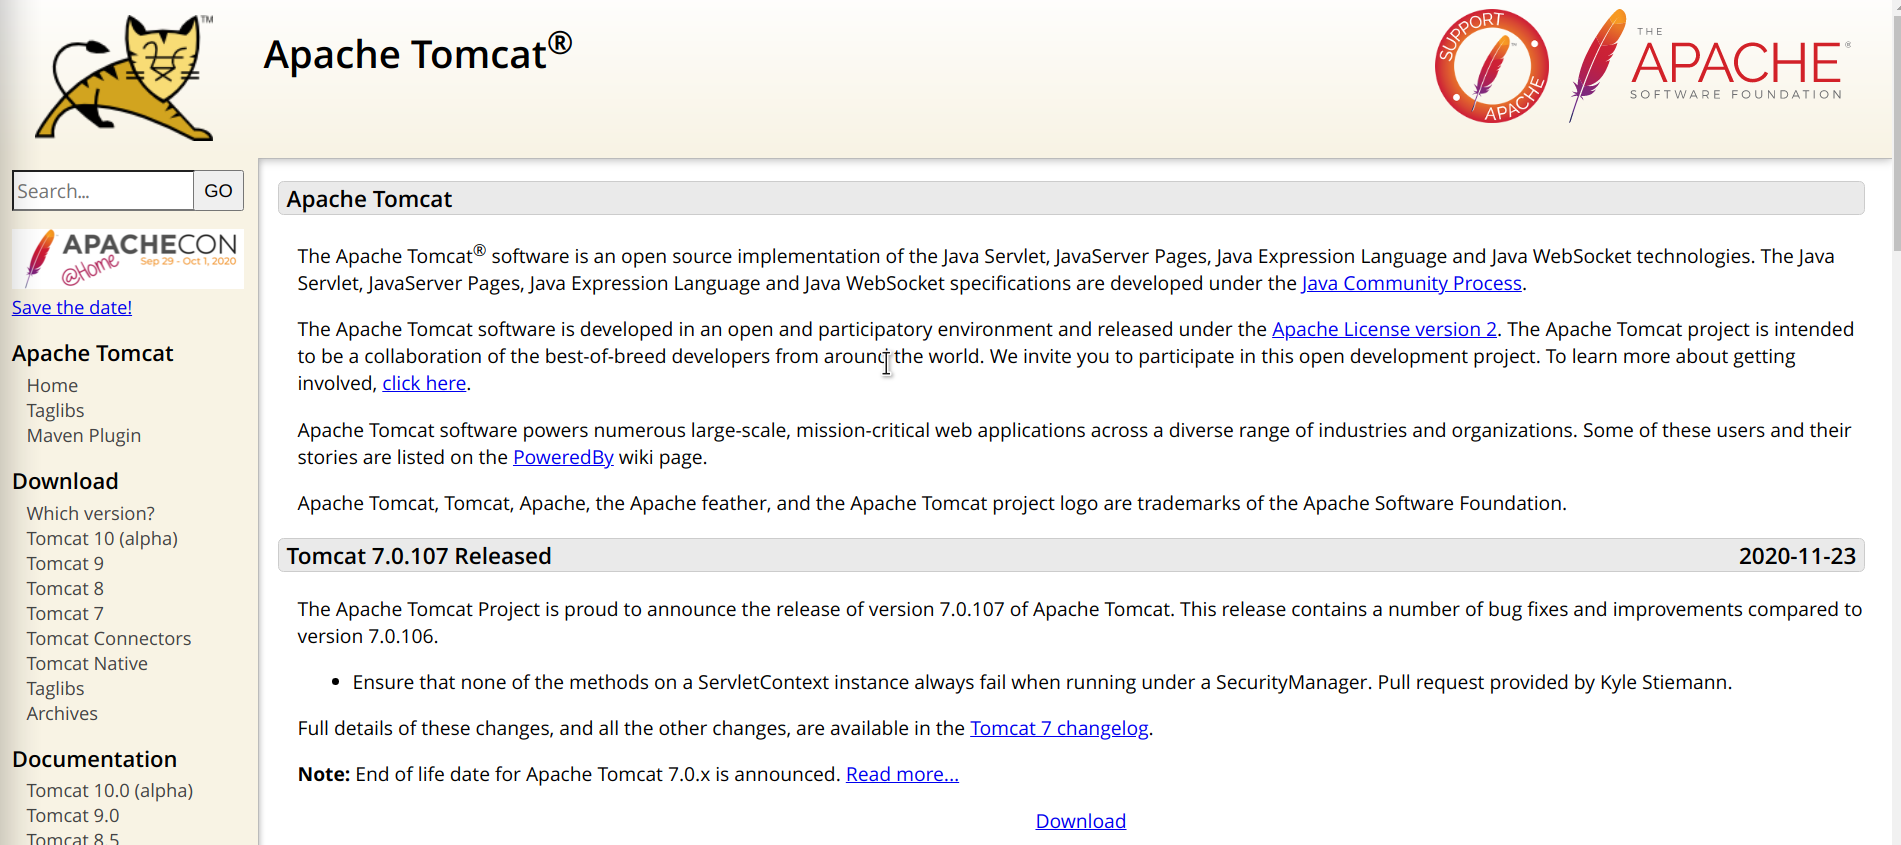 TM
Apache Tomcat®
SUPPORT
APACHE
THE
APACHE®
SOFTWARE FOUNDATION
Search...
GO
APACHECON
@Home
Sep 29 - Oct 1, 2020
Save the date!
Apache Tomcat
Home
Taglibs
Maven Plugin
Download
Which version?
Tomcat 10 (alpha)
Tomcat 9
Tomcat 8
Tomcat 7
Tomcat Connectors
Tomcat Native
Taglibs
Archives
Documentation
Tomcat 10.0 (alpha)
Tomcat 9.0
Tomcat 8.5
Apache Tomcat
The Apache Tomcat® software is an open source implementation of the Java Servlet, JavaServer Pages, Java Expression Language and Java WebSocket technologies. The Java
Servlet, JavaServer Pages, Java Expression Language and Java WebSocket specifications are developed under the Java Community Process.
The Apache Tomcat software is developed in an open and participatory environment and released under the Apache License version 2. The Apache Tomcat project is intended
to be a collaboration of the best-of-breed developers from around the world. We invite you to participate in this open development project. To learn more about getting
involved, click here.
Apache Tomcat software powers numerous large-scale, mission-critical web applications across a diverse range of industries and organizations. Some of these users and their
stories are listed on the PoweredBy wiki page.
Apache Tomcat, Tomcat, Apache, the Apache feather, and the Apache Tomcat project logo are trademarks of the Apache Software Foundation.
Tomcat 7.0.107 Released 2020-11-23
The Apache Tomcat Project is proud to announce the release of version 7.0.107 of Apache Tomcat. This release contains a number of bug fixes and improvements compared to
version 7.0.106.
• Ensure that none of the methods on a ServletContext instance always fail when running under a SecurityManager. Pull request provided by Kyle Stiemann.
Full details of these changes, and all the other changes, are available in the Tomcat 7 changelog.
Note: End of life date for Apache Tomcat 7.0.x is announced. Read more...
Download